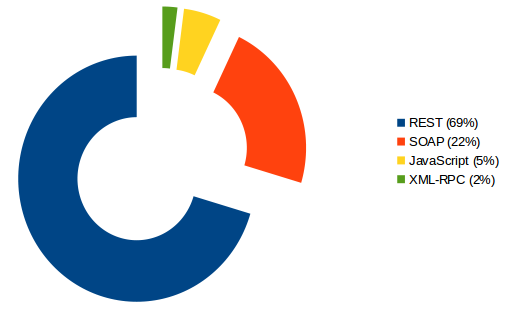 REST (69%)
SOAP (22%)
JavaScript (5%)
XML-RPC (2%)